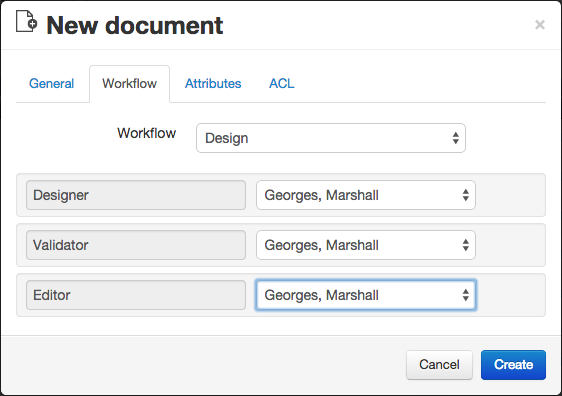 New document ×
General Workflow Attributes ACL
Workflow Design
Designer Georges, Marshall
Validator Georges, Marshall
Editor Georges, Marshall
Cancel Create